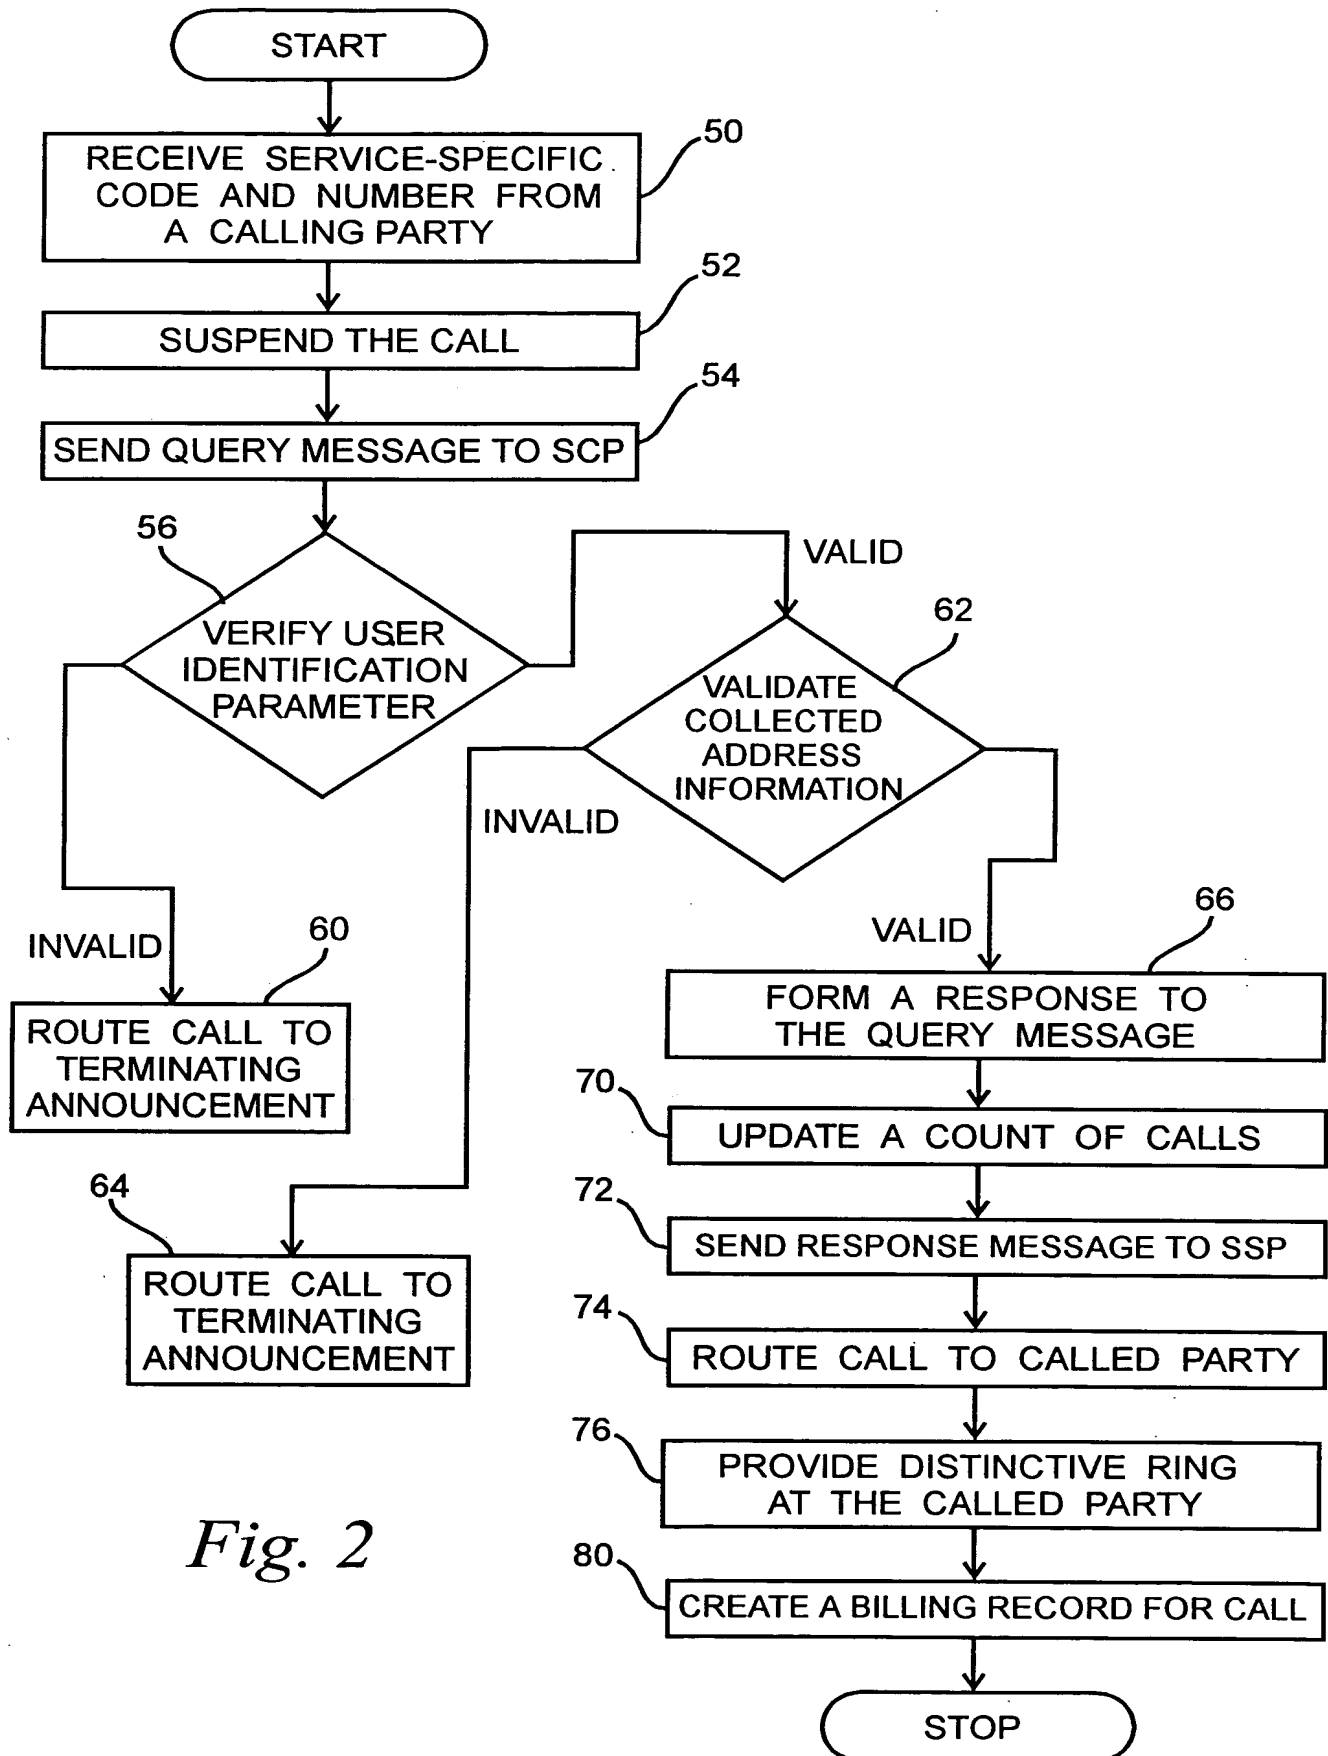 START
50
RECEIVE SERVICE-SPECIFIC
CODE AND NUMBER FROM
A CALLING PARTY
52
SUSPEND THE CALL
54
SEND QUERY MESSAGE TO SCP
56
VERIFY USER
IDENTIFICATION
PARAMETER
VALID
62
VALIDATE
COLLECTED
ADDRESS
INFORMATION
INVALID
INVALID
60
ROUTE CALL TO
TERMINATING
ANNOUNCEMENT
64
ROUTE CALL TO
TERMINATING
ANNOUNCEMENT
VALID
66
FORM A RESPONSE TO
THE QUERY MESSAGE
70
UPDATE A COUNT OF CALLS
72
SEND RESPONSE MESSAGE TO SSP
74
ROUTE CALL TO CALLED PARTY
76
PROVIDE DISTINCTIVE RING
AT THE CALLED PARTY
80
CREATE A BILLING RECORD FOR CALL
STOP
Fig. 2